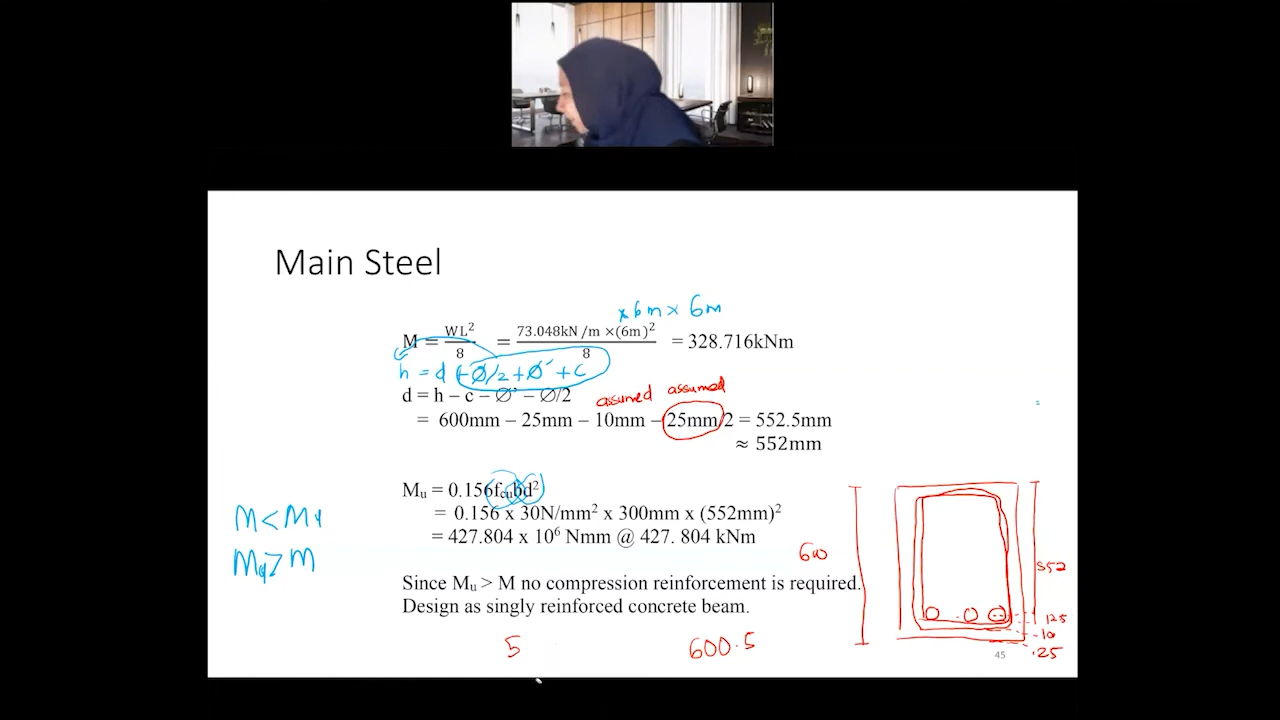 Main Steel
× 6m × 6m
M = WL²/8 = 73.048kN /m ×(6m)²/8 = 328.716kNm
h = d + Ø/2 + Ø' + c
d = h – c – Ø' – Ø/2
assumed assumed
= 600mm – 25mm – 10mm – 25mm/2 = 552.5mm
≈ 552mm
Mu = 0.156fcubd²
= 0.156 x 30N/mm² x 300mm x (552mm)²
= 427.804 x 10⁶ Nmm @ 427. 804 kNm
M < Mu
Mu > M
Since Mu > M no compression reinforcement is required.
Design as singly reinforced concrete beam.
600
552
12.5
10
25
5 600.5
45